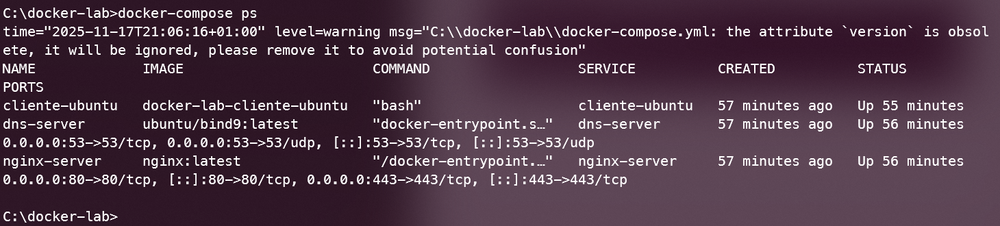 C:\docker-lab>docker-compose ps
time="2025-11-17T21:06:16+01:00" level=warning msg="C:\\docker-lab\\docker-compose.yml: the attribute `version` is obsol
ete, it will be ignored, please remove it to avoid potential confusion"
NAME             IMAGE                       COMMAND                  SERVICE          CREATED          STATUS
PORTS
cliente-ubuntu   docker-lab-cliente-ubuntu   "bash"                   cliente-ubuntu   57 minutes ago   Up 55 minutes
dns-server       ubuntu/bind9:latest         "docker-entrypoint.s…"   dns-server       57 minutes ago   Up 56 minutes
0.0.0.0:53->53/tcp, 0.0.0.0:53->53/udp, [::]:53->53/tcp, [::]:53->53/udp
nginx-server     nginx:latest                "/docker-entrypoint.…"   nginx-server     57 minutes ago   Up 56 minutes
0.0.0.0:80->80/tcp, [::]:80->80/tcp, 0.0.0.0:443->443/tcp, [::]:443->443/tcp
C:\docker-lab>